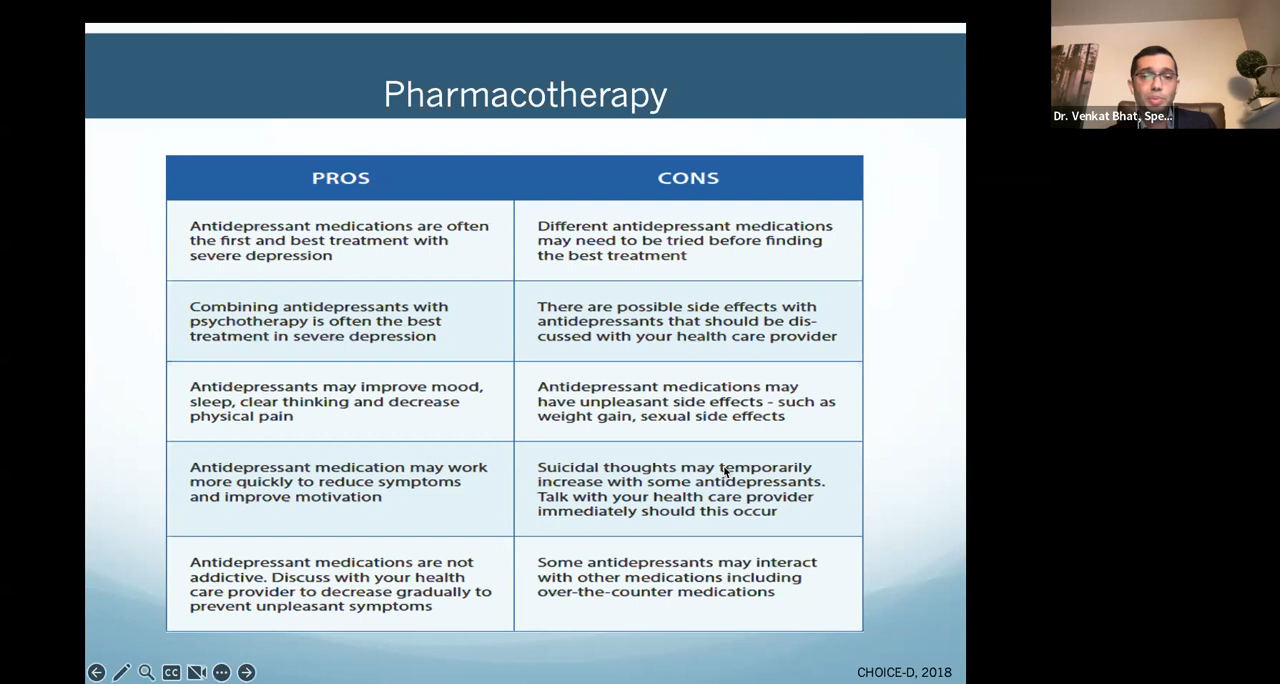 Pharmacotherapy
PROS
CONS
Antidepressant medications are often
the first and best treatment with
severe depression
Different antidepressant medications
may need to be tried before finding
the best treatment
Combining antidepressants with
psychotherapy is often the best
treatment in severe depression
There are possible side effects with
antidepressants that should be dis-
cussed with your health care provider
Antidepressants may improve mood,
sleep, clear thinking and decrease
physical pain
Antidepressant medications may
have unpleasant side effects - such as
weight gain, sexual side effects
Antidepressant medication may work
more quickly to reduce symptoms
and improve motivation
Suicidal thoughts may temporarily
increase with some antidepressants.
Talk with your health care provider
immediately should this occur
Antidepressant medications are not
addictive. Discuss with your health
care provider to decrease gradually to
prevent unpleasant symptoms
Some antidepressants may interact
with other medications including
over-the-counter medications
CC
CHOICE-D, 2018
Dr. Venkat Bhat, Spe...